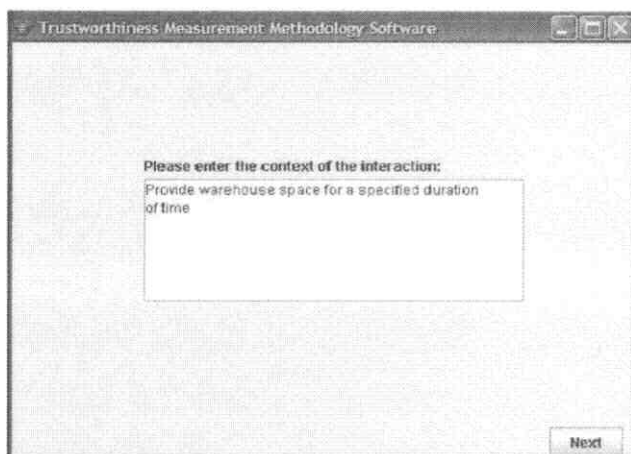 Trustworthiness Measurement Methodology Software
Please enter the context of the interaction:
Provide warehouse space for a specified duration
of time
Next